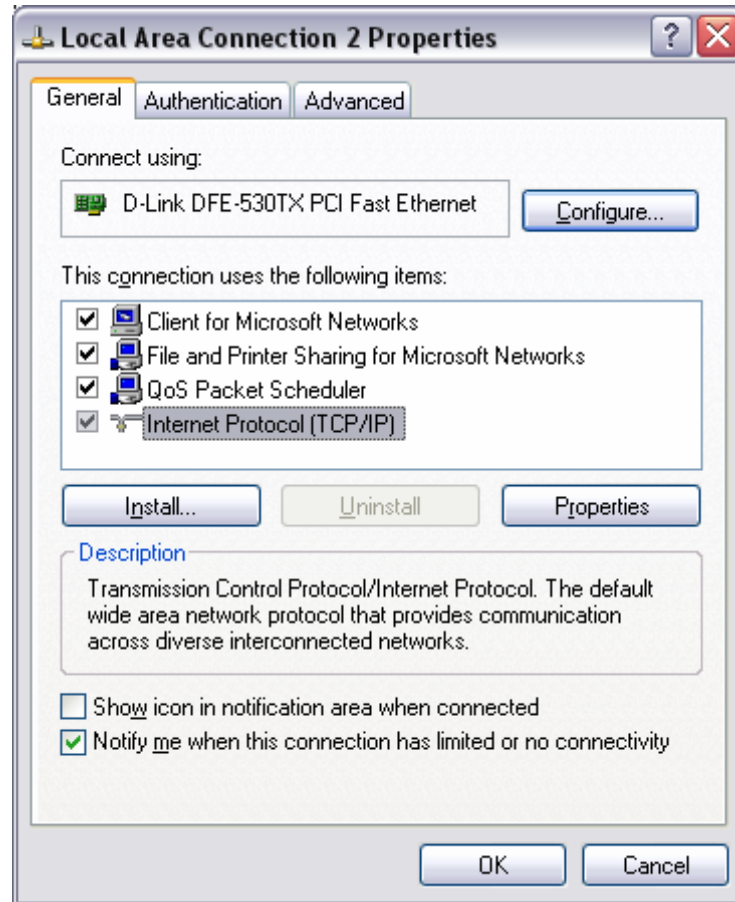 Local Area Connection 2 Properties
General Authentication Advanced
Connect using:
D-Link DFE-530TX PCI Fast Ethernet
Configure...
This connection uses the following items:
Client for Microsoft Networks
File and Printer Sharing for Microsoft Networks
QoS Packet Scheduler
Internet Protocol (TCP/IP)
Install... Uninstall Properties
Description
Transmission Control Protocol/Internet Protocol. The default
wide area network protocol that provides communication
across diverse interconnected networks.
Show icon in notification area when connected
Notify me when this connection has limited or no connectivity
OK Cancel